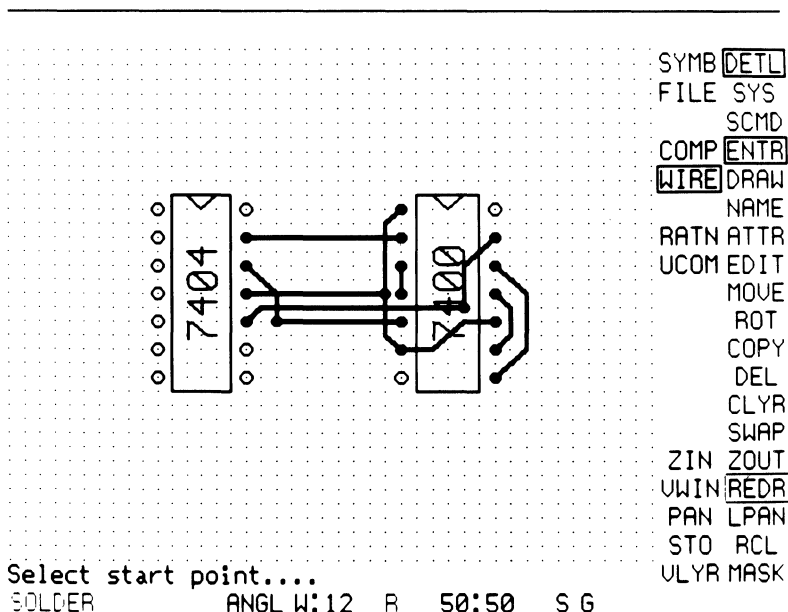 SYMB DETL
FILE SYS
SCMD
COMP ENTR
WIRE DRAW
NAME
RATN ATTR
UCOM EDIT
MOVE
ROT
COPY
DEL
CLYR
SWAP
ZIN ZOUT
VWIN REDR
PAN LPAN
STO RCL
VLYR MASK
7404
7400
Select start point....
SOLDER ANGL W:12 R 50:50 S G